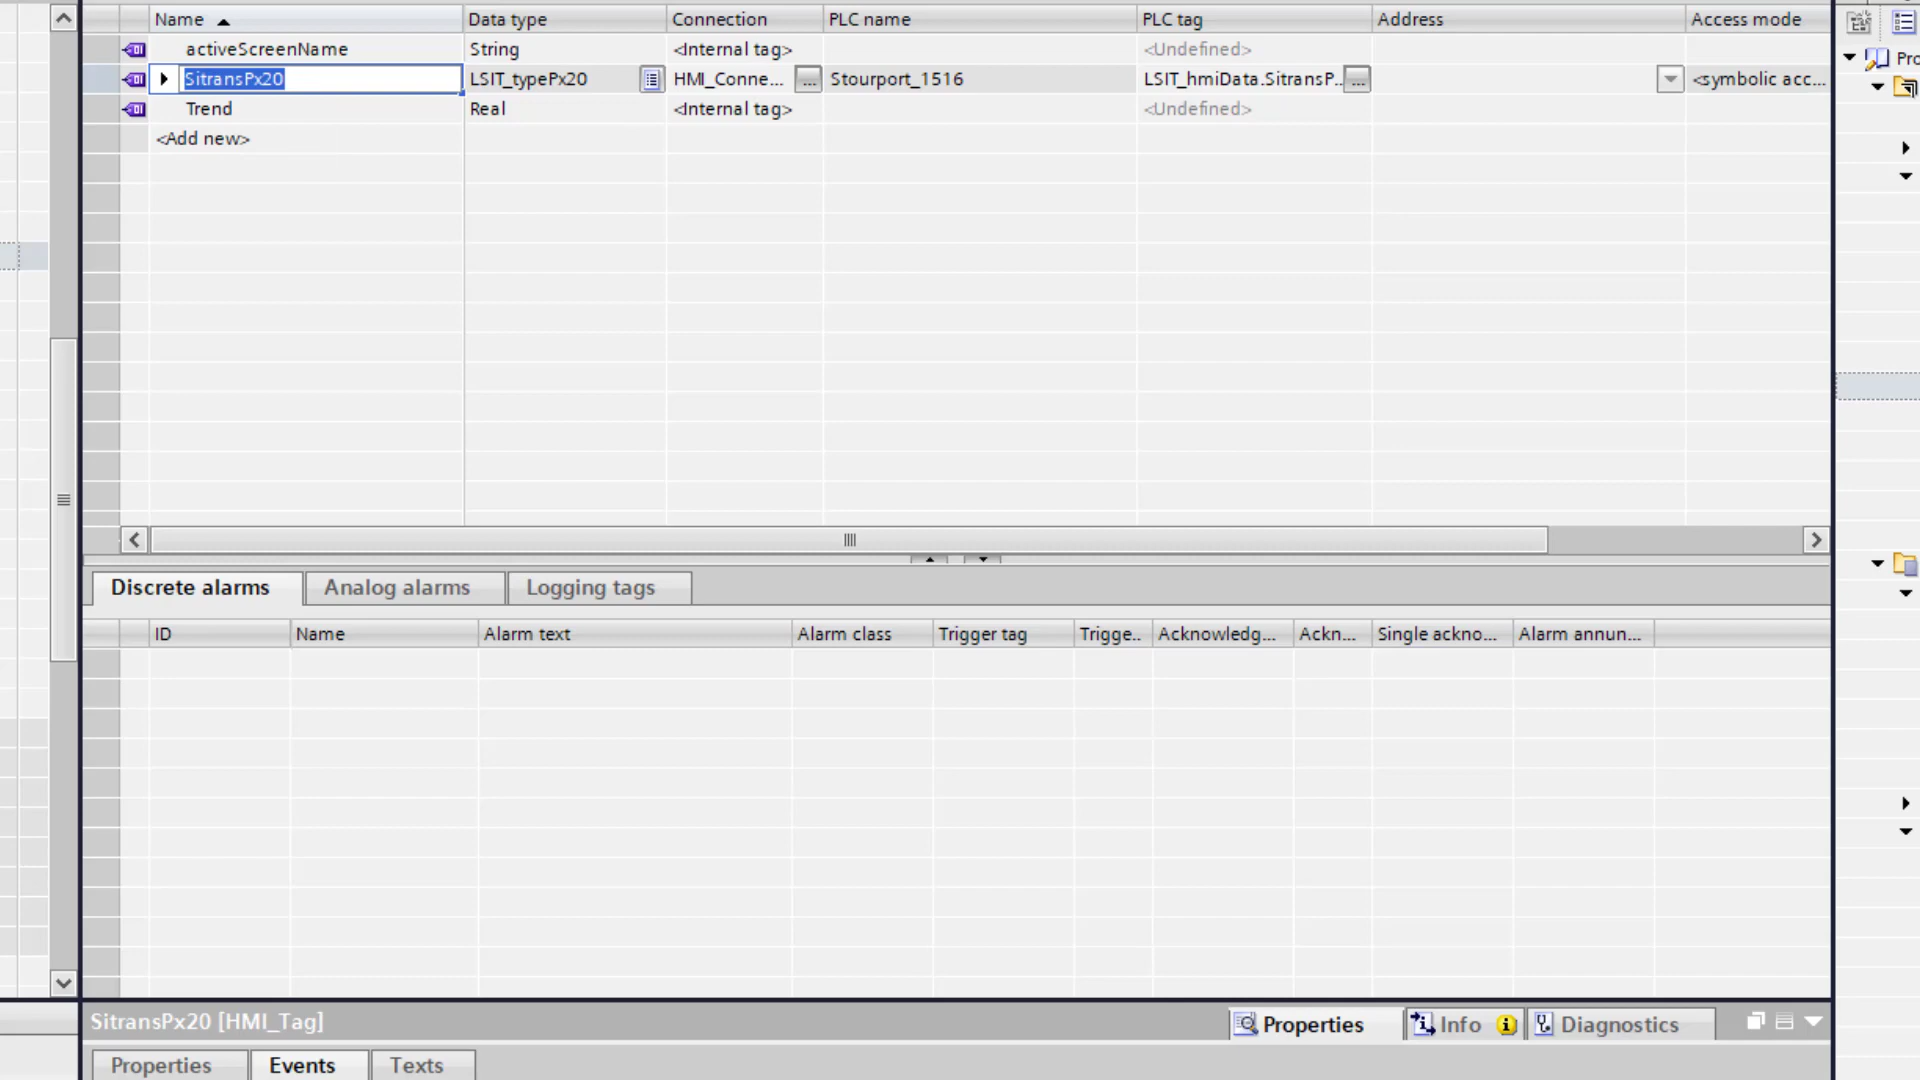 Name Data type Connection PLC name PLC tag Address Access mode
activeScreenName String <Internal tag> <Undefined>
SitransPx20 LSIT_typePx20 HMI_Conne... ... Stourport_1516 LSIT_hmiData.SitransP... ... <symbolic acc...
Trend Real <Internal tag> <Undefined>
<Add new>
Pro
Discrete alarms Analog alarms Logging tags
ID Name Alarm text Alarm class Trigger tag Trigge.. Acknowledg... Ackn... Single ackno... Alarm annun...
SitransPx20 [HMI_Tag] Properties Info Diagnostics
Properties Events Texts